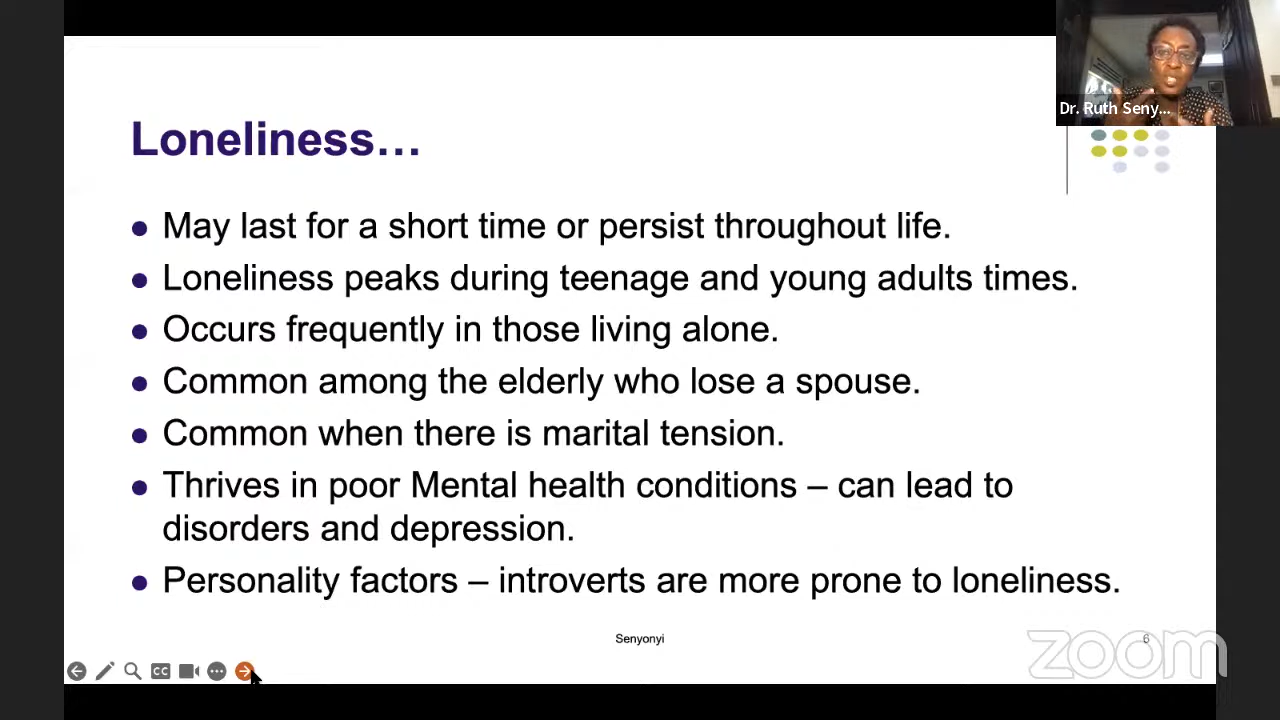 Dr. Ruth Seny...
Loneliness…
May last for a short time or persist throughout life.
Loneliness peaks during teenage and young adults times.
Occurs frequently in those living alone.
Common among the elderly who lose a spouse.
Common when there is marital tension.
Thrives in poor Mental health conditions – can lead to
disorders and depression.
Personality factors – introverts are more prone to loneliness.
Senyonyi
6
zoom
CC